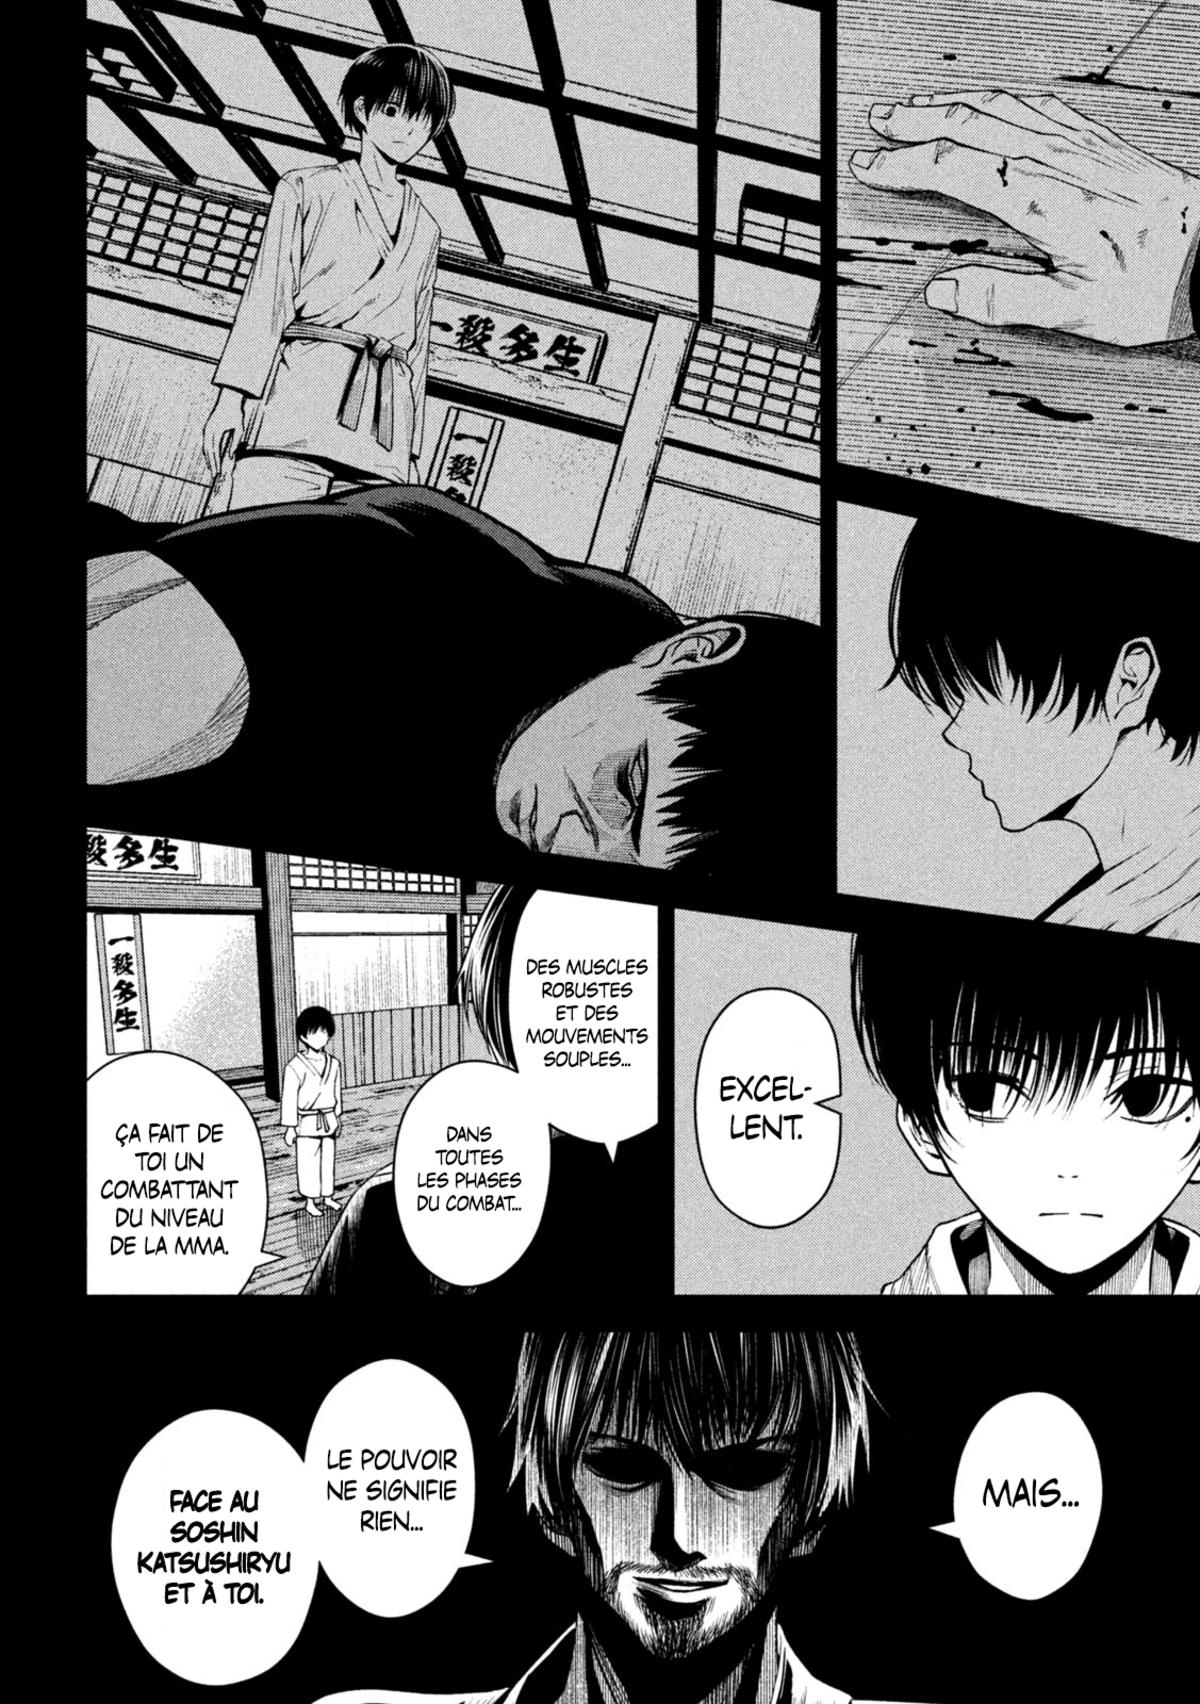 一殺多生
一殺
EXCEL-
LENT.
DES MUSCLES
ROBUSTES
ET DES
MOUVEMENTS
SOUPLES...
DANS
TOUTES
LES PHASES
DU COMBAT...
殺多生
一殺多生
ÇA FAIT DE
TOI UN
COMBATTANT
DU NIVEAU
DE LA MMA.
MAIS...
LE POUVOIR
NE SIGNIFIE
RIEN...
FACE AU
SOSHIN
KATSUSHIRYU
ET À TOI.